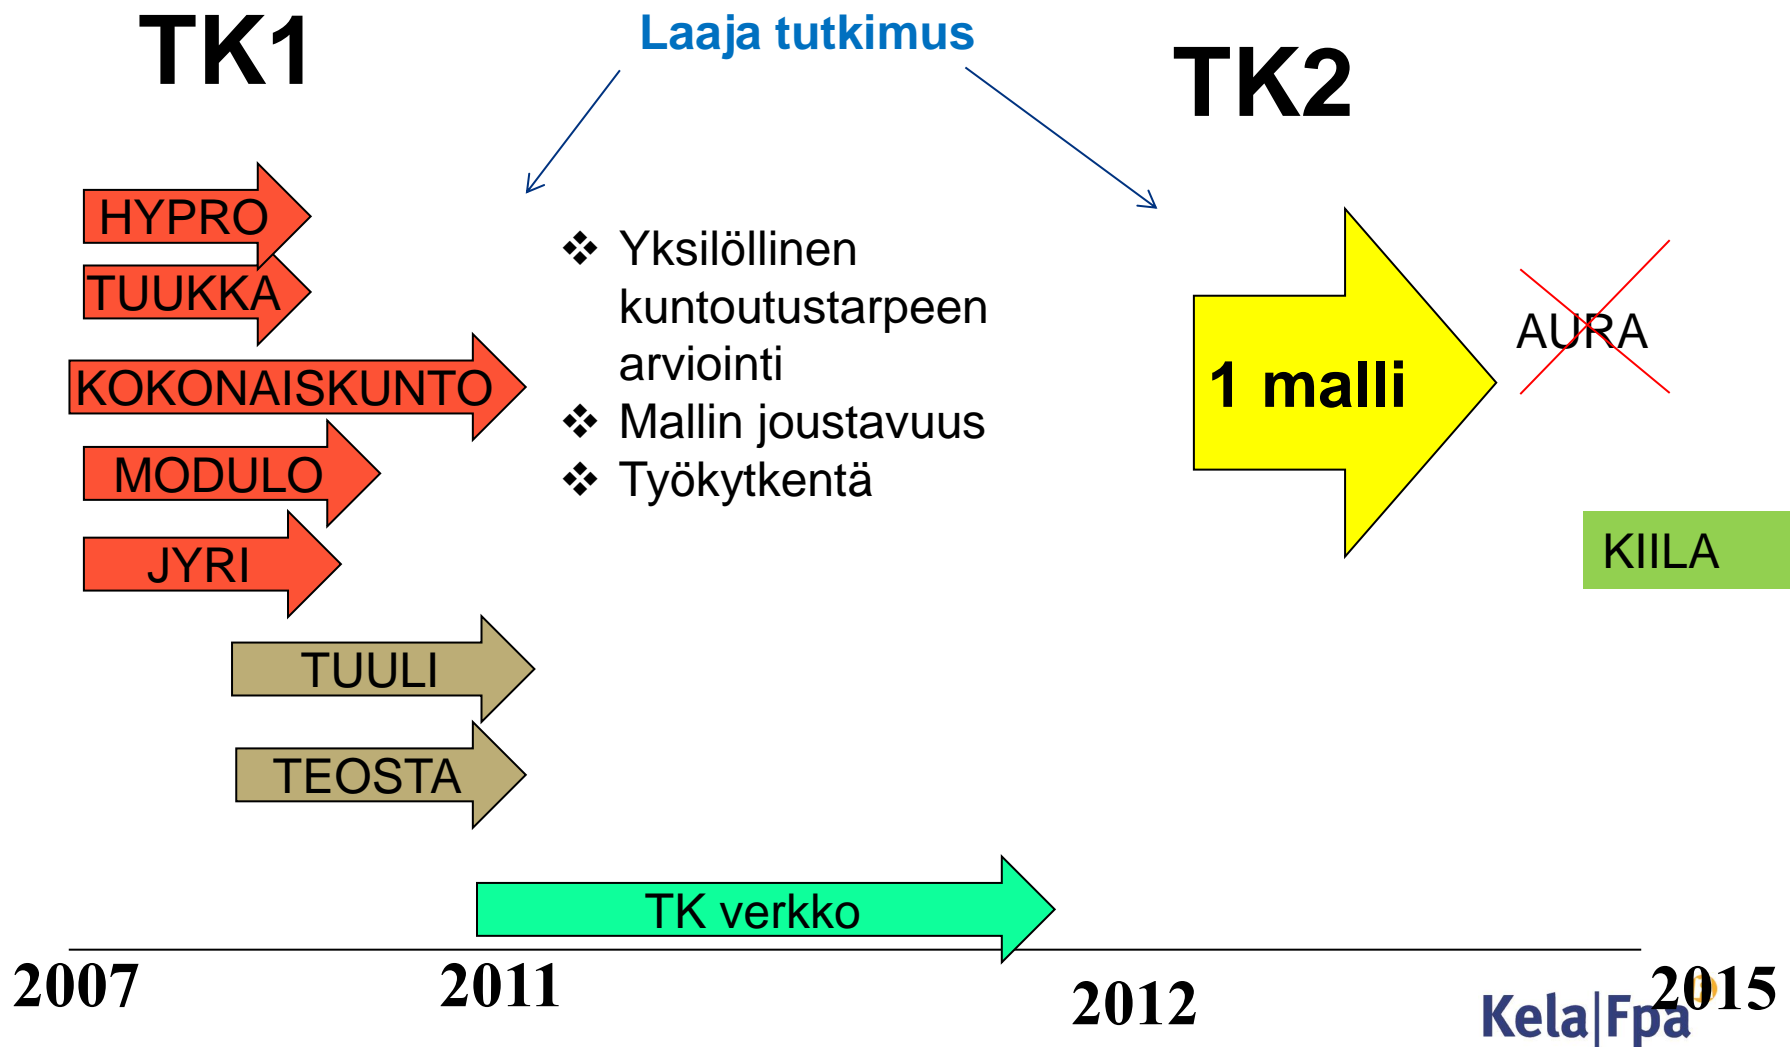 TK1
Laaja tutkimus
TK2
HYPRO
TUUKKA
KOKONAISKUNTO
MODULO
JYRI
TUULI
TEOSTA
❖ Yksilöllinen
kuntoutustarpeen
arviointi
❖ Mallin joustavuus
❖ Työkytkentä
1 malli
AURA
KIILA
TK verkko
2007
2011
2012
2015
Kela|Fpa